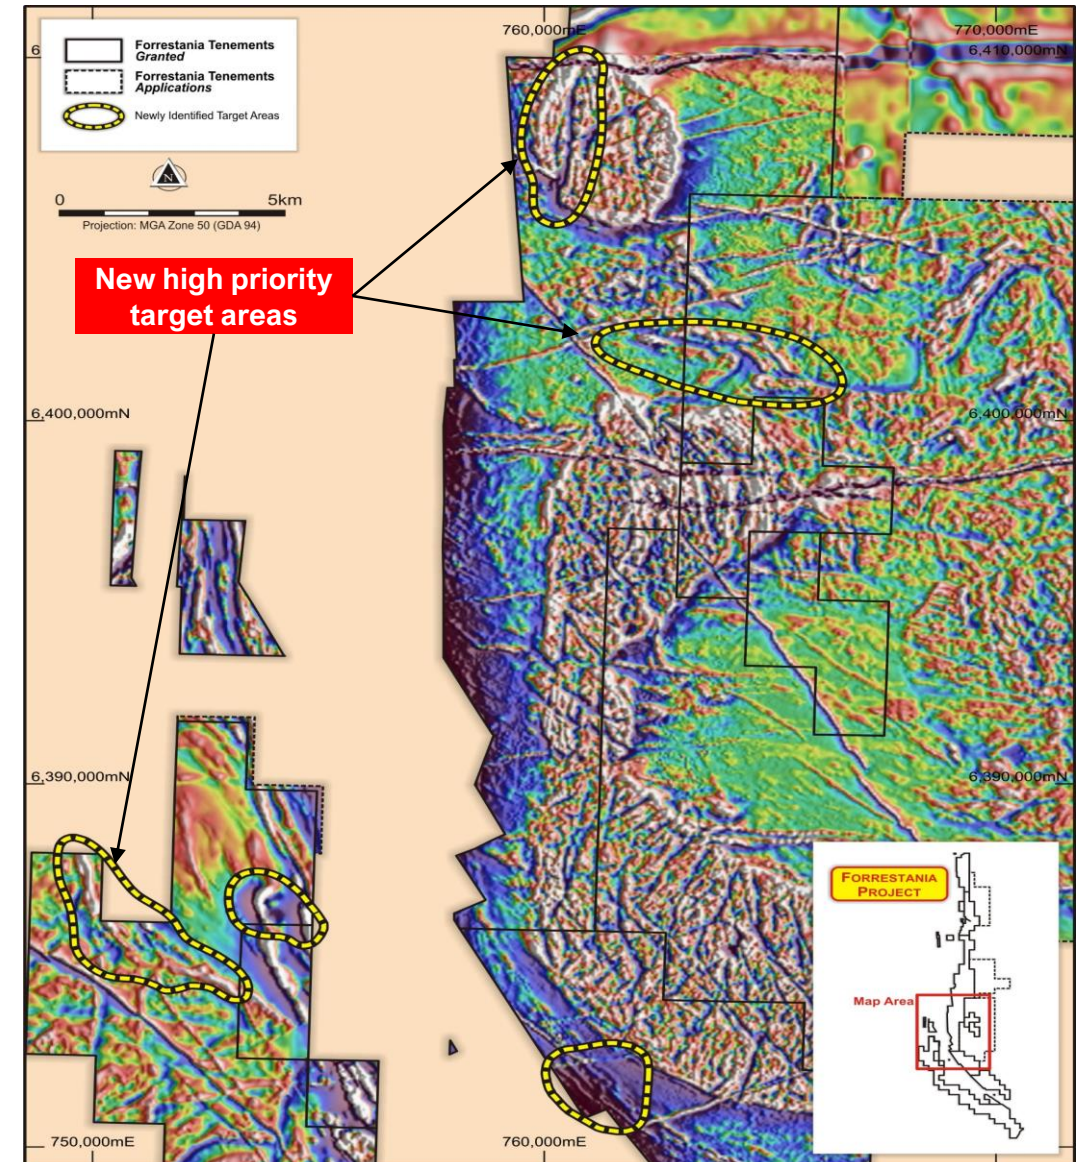 Forrestania Tenements
Granted
Forrestania Tenements
Applications
Newly Identified Target Areas
N
0 5km
Projection: MGA Zone 50 (GDA 94)
760,000mE 770,000mE
6 6,410,000mN
New high priority
target areas
6,400,000mN 6,400,000mN
6,390,000mN 6,390,000mN
FORRESTANIA
PROJECT
Map Area
750,000mE 760,000mE